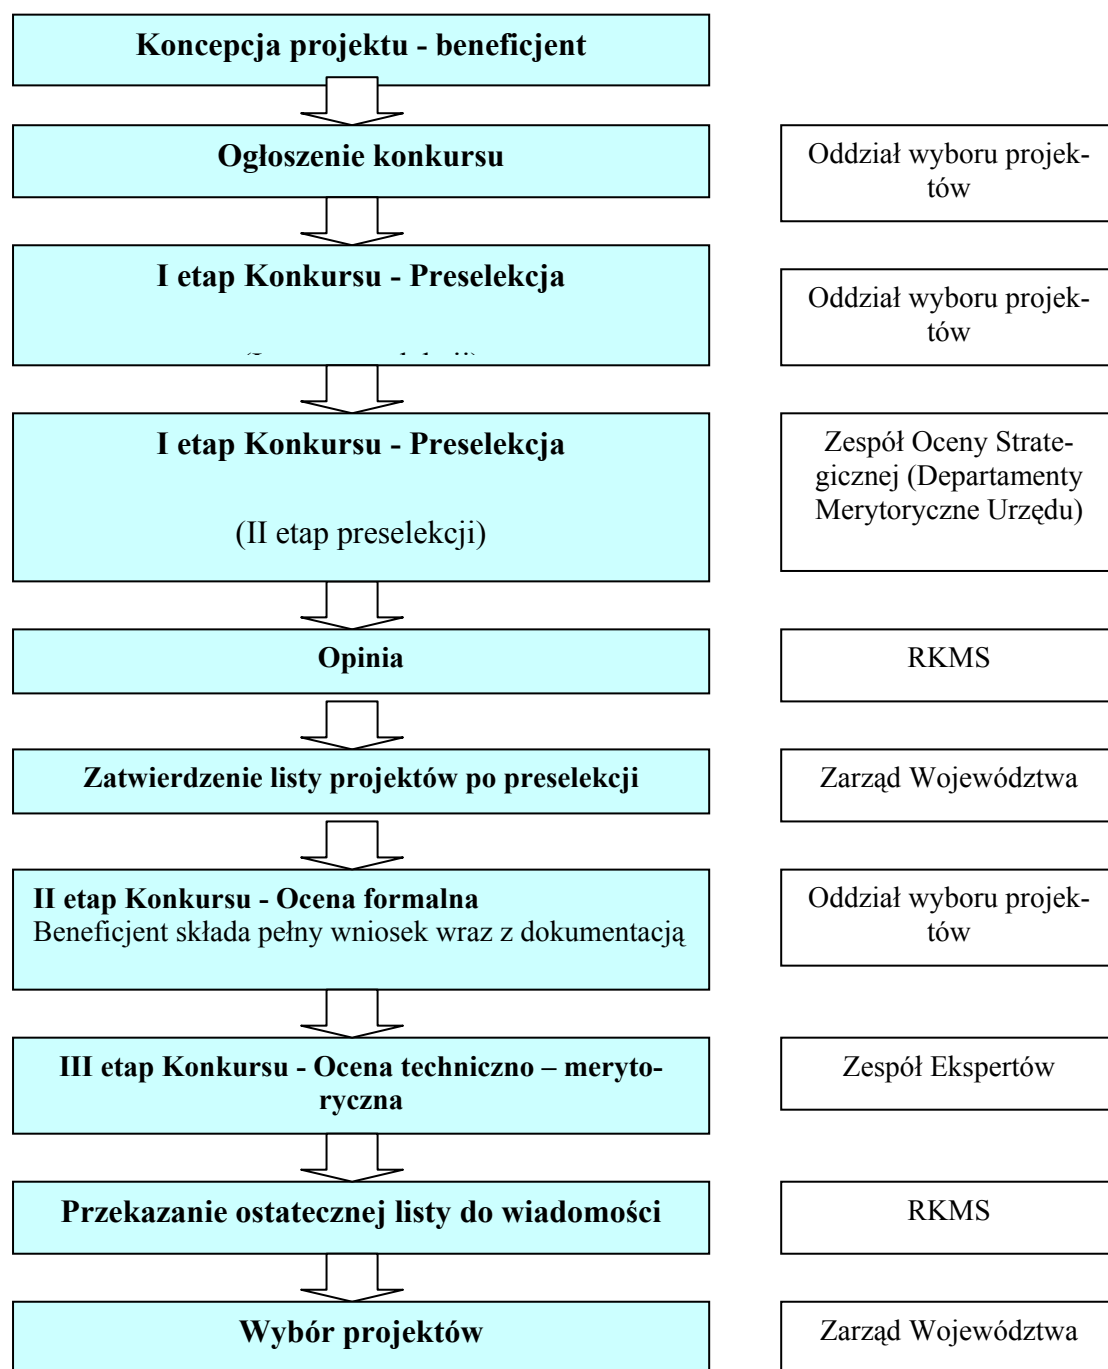 Koncepcja projektu - beneficjent
Ogłoszenie konkursu
Oddział wyboru projek-
tów
I etap Konkursu - Preselekcja
Oddział wyboru projek-
tów
I etap Konkursu - Preselekcja
(II etap preselekcji)
Zespół Oceny Strate-
gicznej (Departamenty
Merytoryczne Urzędu)
Opinia
RKMS
Zatwierdzenie listy projektów po preselekcji
Zarząd Województwa
II etap Konkursu - Ocena formalna
Beneficjent składa pełny wniosek wraz z dokumentacją
Oddział wyboru projek-
tów
III etap Konkursu - Ocena techniczno – meryto-
ryczna
Zespół Ekspertów
Przekazanie ostatecznej listy do wiadomości
RKMS
Wybór projektów
Zarząd Województwa